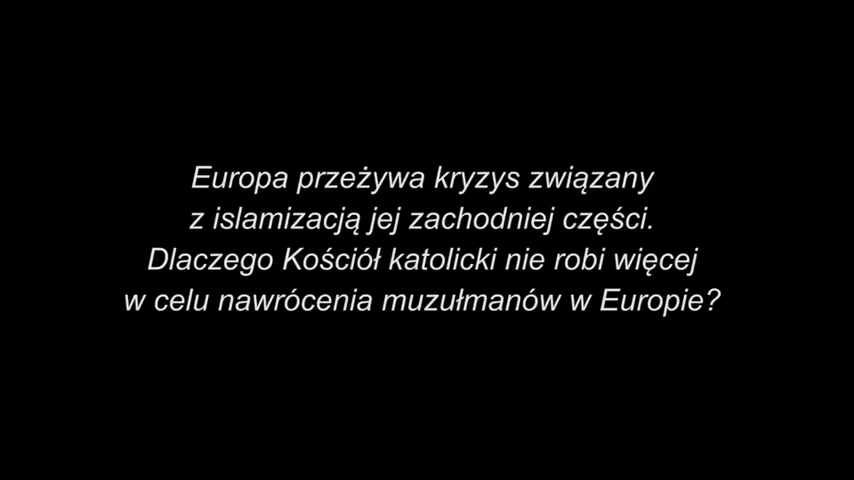 Europa przeżywa kryzys związany
z islamizacją jej zachodniej części.
Dlaczego Kościół katolicki nie robi więcej
w celu nawrócenia muzułmanów w Europie?